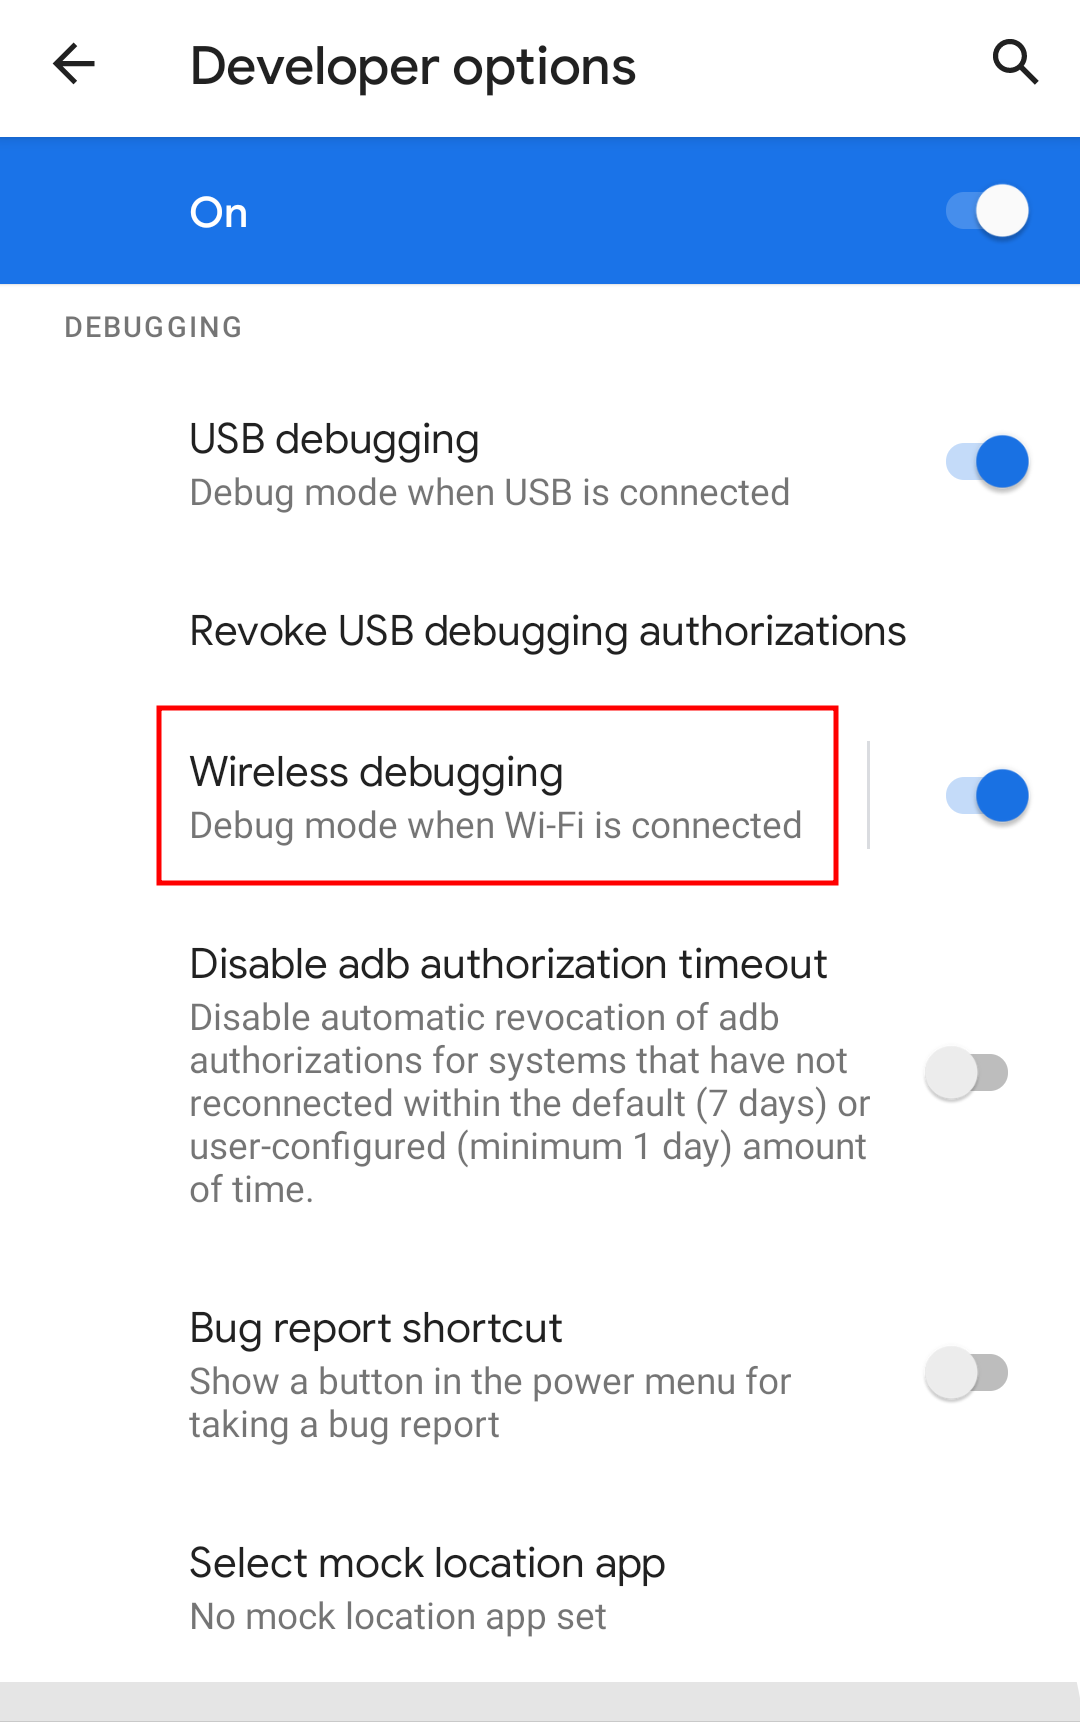 Developer options
On
DEBUGGING
USB debugging
Debug mode when USB is connected
Revoke USB debugging authorizations
Wireless debugging
Debug mode when Wi-Fi is connected
Disable adb authorization timeout
Disable automatic revocation of adb
authorizations for systems that have not
reconnected within the default (7 days) or
user-configured (minimum 1 day) amount
of time.
Bug report shortcut
Show a button in the power menu for
taking a bug report
Select mock location app
No mock location app set